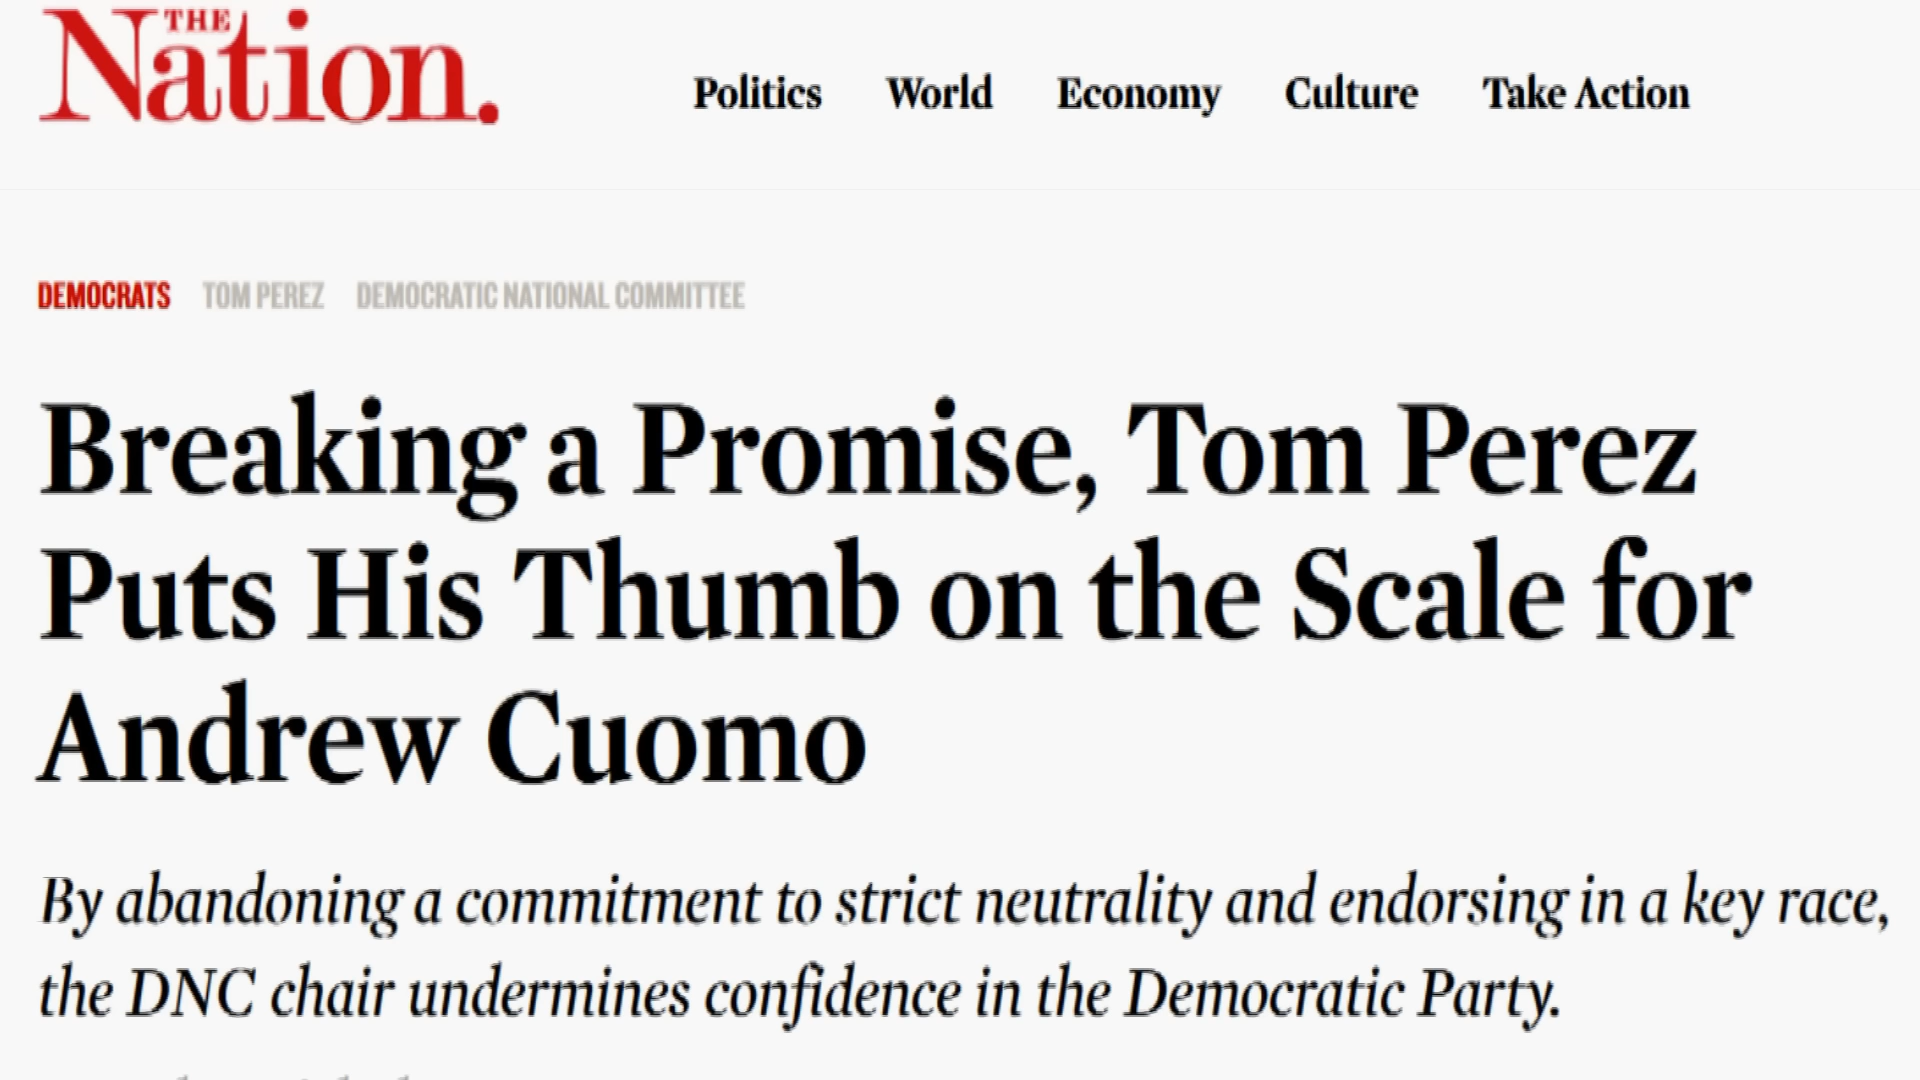 THE
Nation.
Politics World Economy Culture Take Action
DEMOCRATS TOM PEREZ DEMOCRATIC NATIONAL COMMITTEE
Breaking a Promise, Tom Perez
Puts His Thumb on the Scale for
Andrew Cuomo
By abandoning a commitment to strict neutrality and endorsing in a key race,
the DNC chair undermines confidence in the Democratic Party.